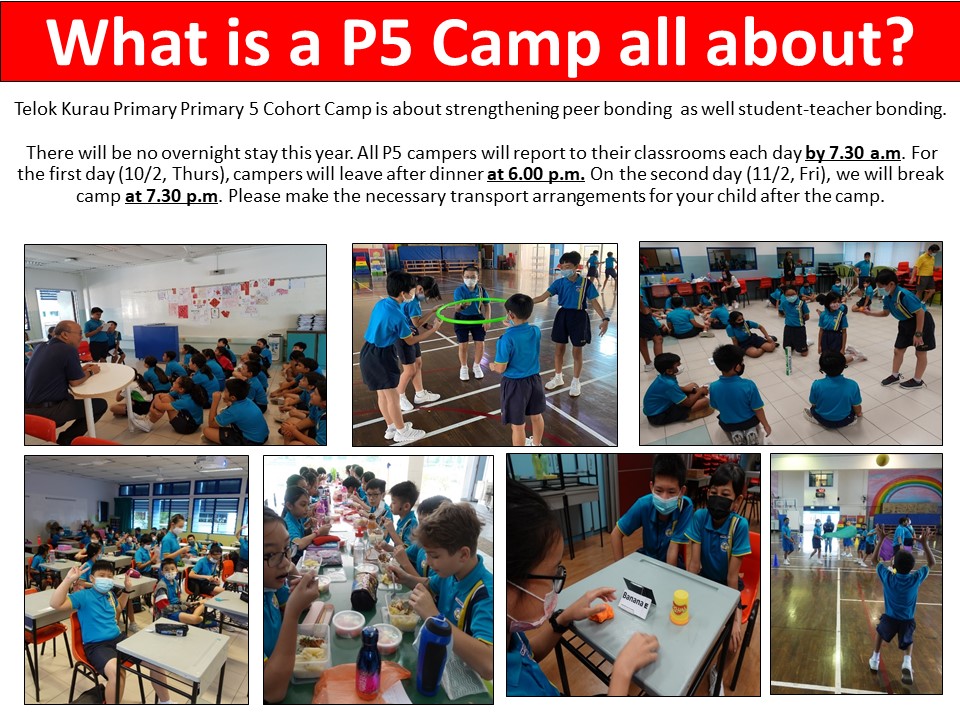 What is a P5 Camp all about?
Telok Kurau Primary Primary 5 Cohort Camp is about strengthening peer bonding  as well student-teacher bonding.
There will be no overnight stay this year. All P5 campers will report to their classrooms each day by 7.30 a.m. For
the first day (10/2, Thurs), campers will leave after dinner at 6.00 p.m. On the second day (11/2, Fri), we will break
camp at 7.30 p.m. Please make the necessary transport arrangements for your child after the camp.
Banana